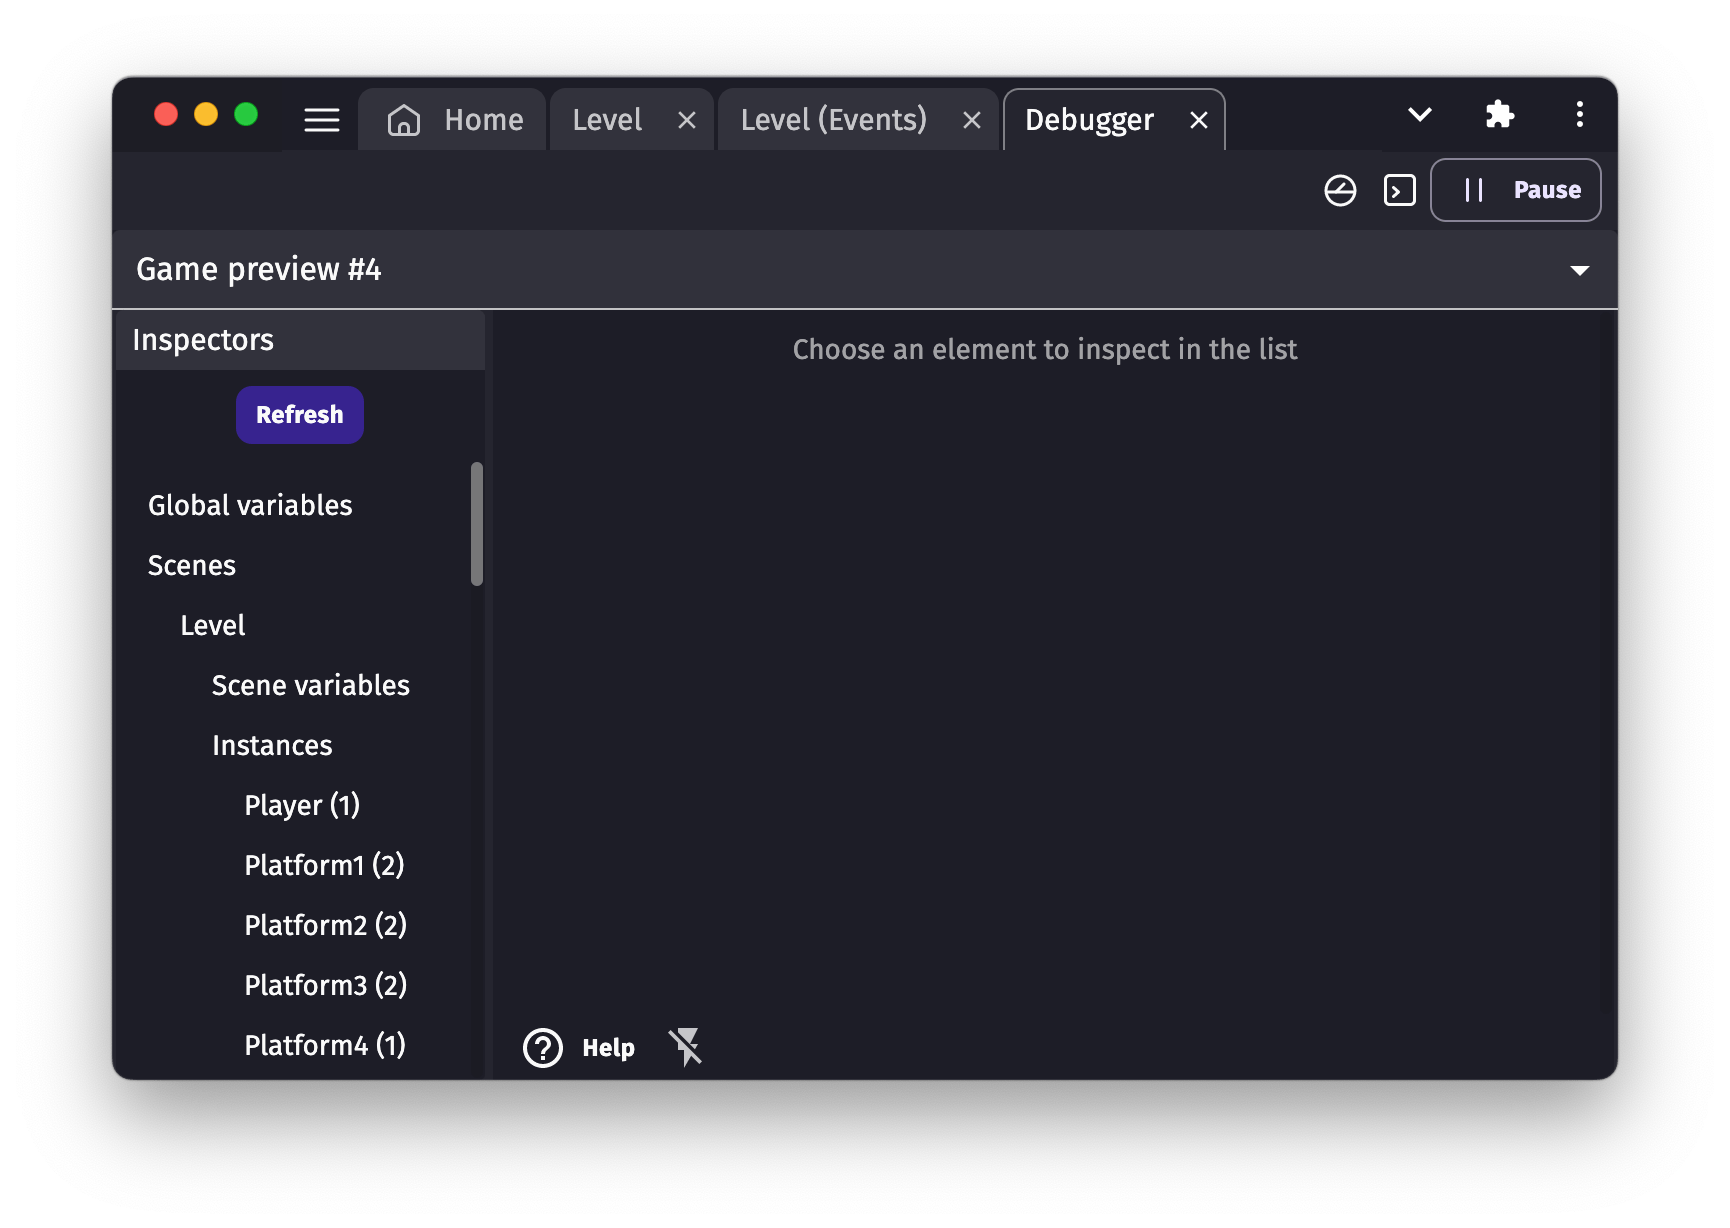 Home Level Level (Events) Debugger
Pause
Game preview #4
Inspectors
Choose an element to inspect in the list
Refresh
Global variables
Scenes
Level
Scene variables
Instances
Player (1)
Platform1 (2)
Platform2 (2)
Platform3 (2)
Platform4 (1)
Help